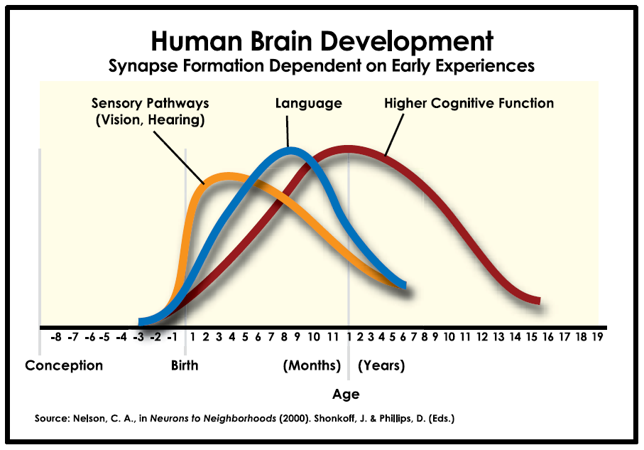 Human Brain Development
Synapse Formation Dependent on Early Experiences
Sensory Pathways
(Vision, Hearing)
Language
Higher Cognitive Function
-8 -7 -6 -5 -4 -3 -2 -1 1 2 3 4 5 6 7 8 9 10 11 1 2 3 4 5 6 7 8 9 10 11 12 13 14 15 16 17 18 19
Conception Birth (Months) (Years)
Age
Source: Nelson, C. A., in Neurons to Neighborhoods (2000). Shonkoff, J. & Phillips, D. (Eds.)